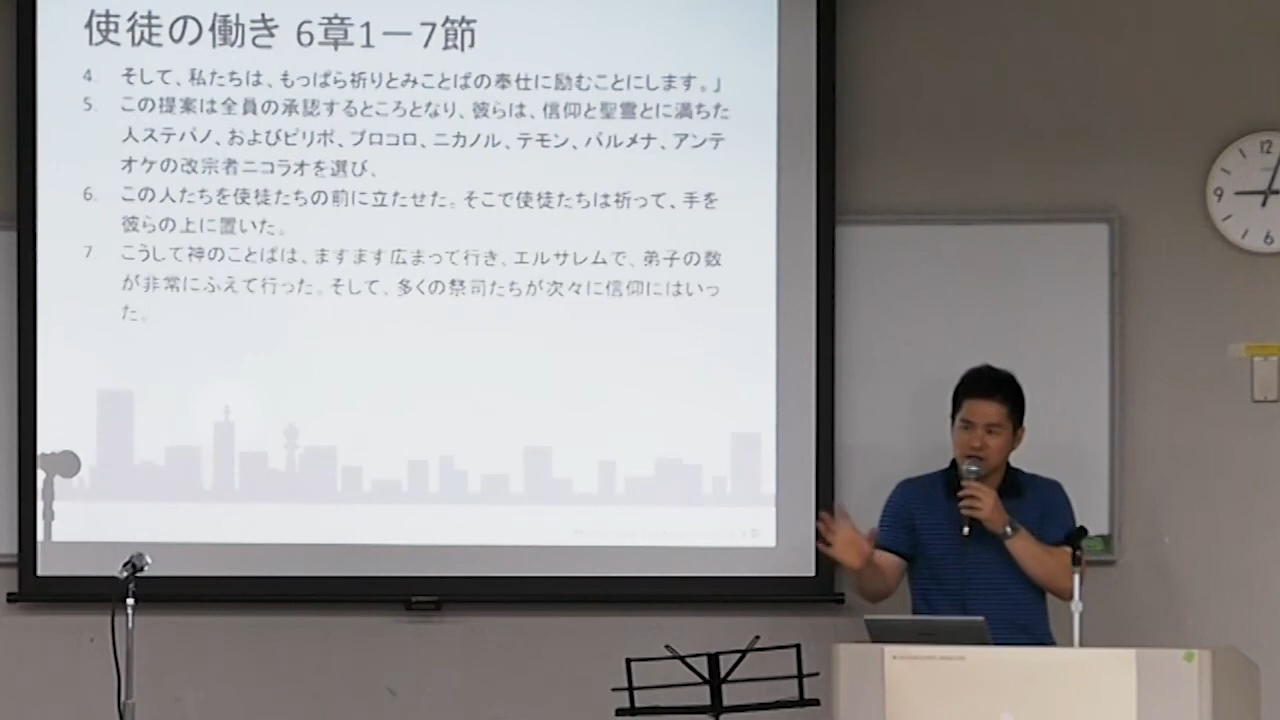 使徒の働き 6章1－7節
4. そして、私たちは、もっぱら祈りとみことばの奉仕に励むことにします。」
5. この提案は全員の承認するところとなり、彼らは、信仰と聖霊とに満ちた
人ステパノ、およびピリポ、プロコロ、ニカノル、テモン、パルメナ、アンテ
オケの改宗者ニコラオを選び、
6. この人たちを使徒たちの前に立たせた。そこで使徒たちは祈って、手を
彼らの上に置いた。
7. こうして神のことばは、ますます広まって行き、エルサレムで、弟子の数
が非常にふえて行った。そして、多くの祭司たちが次々に信仰にはいっ
た。
12
9
6